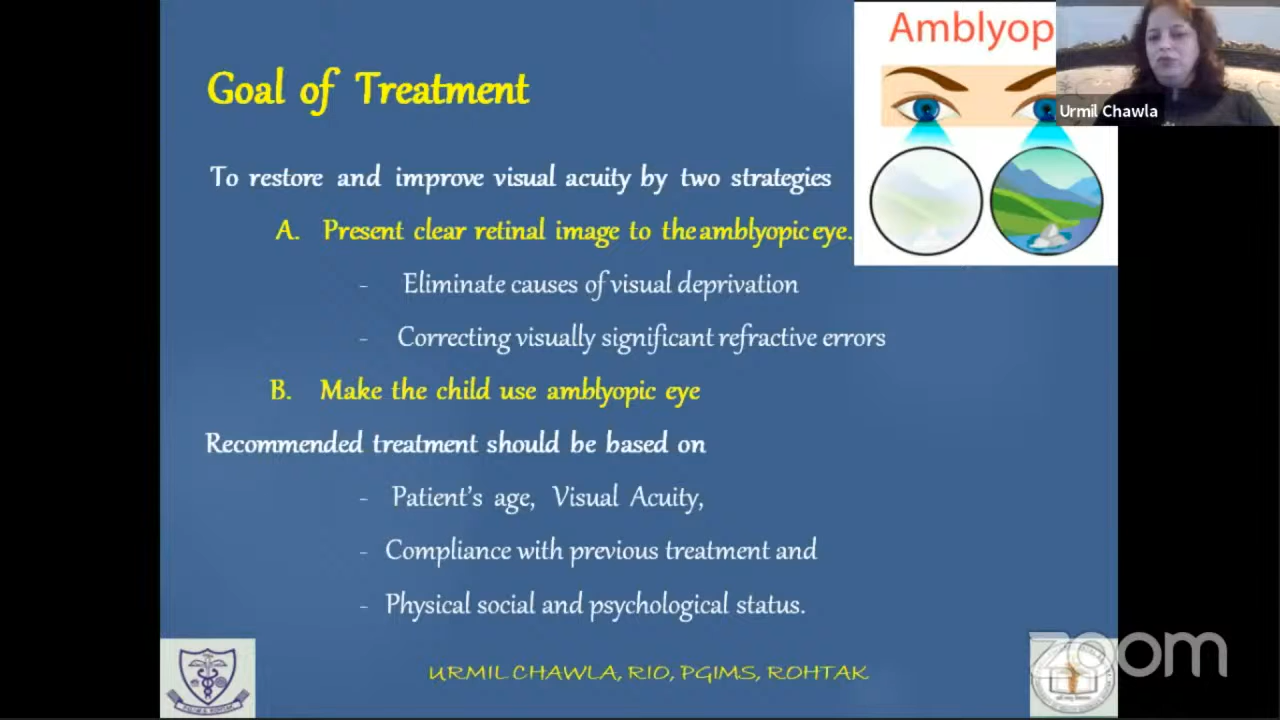 Amblyop
Urmil Chawla
Goal of Treatment
To restore and improve visual acuity by two strategies
A. Present clear retinal image to the amblyopic eye.
- Eliminate causes of visual deprivation
- Correcting visually significant refractive errors
B. Make the child use amblyopic eye
Recommended treatment should be based on
- Patient's age, Visual Acuity,
- Compliance with previous treatment and
- Physical social and psychological status.
URMIL CHAWLA, RIO, PGIMS, ROHTAK
zoom